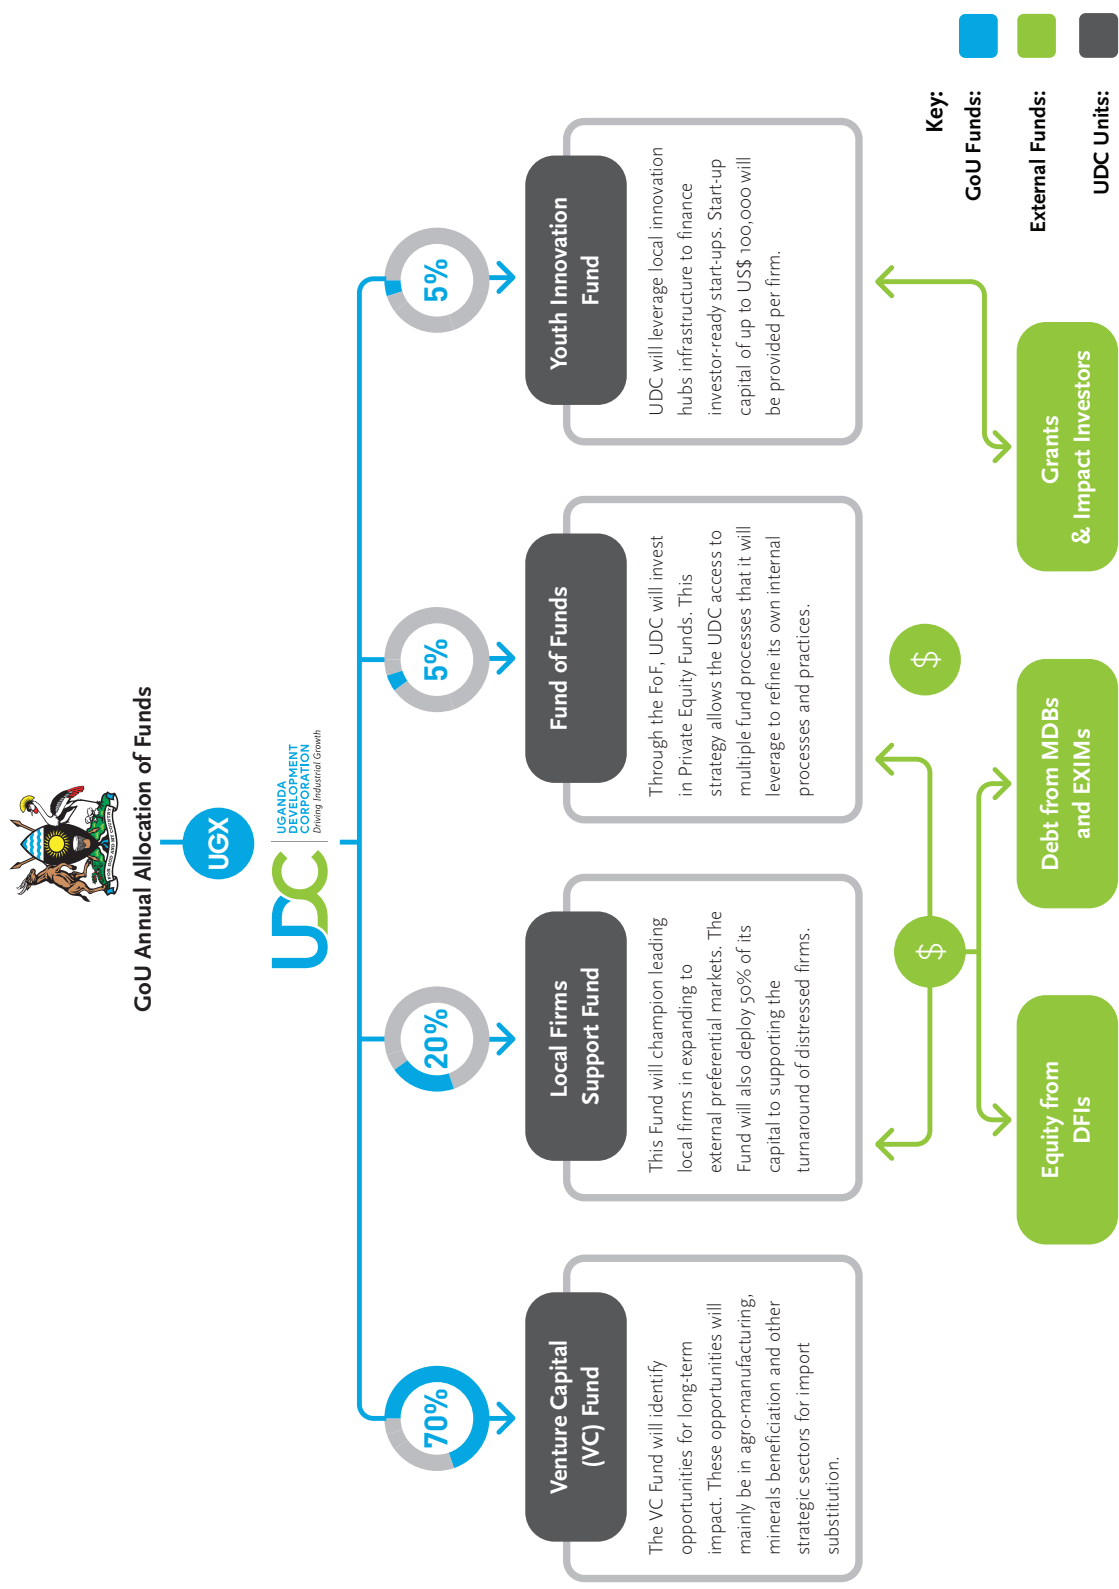 GoU Annual Allocation of Funds
UGX
UDC
UGANDA
DEVELOPMENT
CORPORATION
Driving Industrial Growth
70%
Venture Capital
(VC) Fund
The VC Fund will identify
opportunities for long-term
impact. These opportunities will
mainly be in agro-manufacturing,
minerals beneficiation and other
strategic sectors for import
substitution.
20%
Local Firms
Support Fund
This Fund will champion leading
local firms in expanding to
external preferential markets. The
Fund will also deploy 50% of its
capital to supporting the
turnaround of distressed firms.
5%
Fund of Funds
Through the FoF, UDC will invest
in Private Equity Funds. This
strategy allows the UDC access to
multiple fund processes that it will
leverage to refine its own internal
processes and practices.
5%
Youth Innovation
Fund
UDC will leverage local innovation
hubs infrastructure to finance
investor-ready start-ups. Start-up
capital of up to US$ 100,000 will
be provided per firm.
$
$
Equity from
DFIs
Debt from MDBs
and EXIMs
Grants
& Impact Investors
Key:
GoU Funds:
External Funds:
UDC Units: